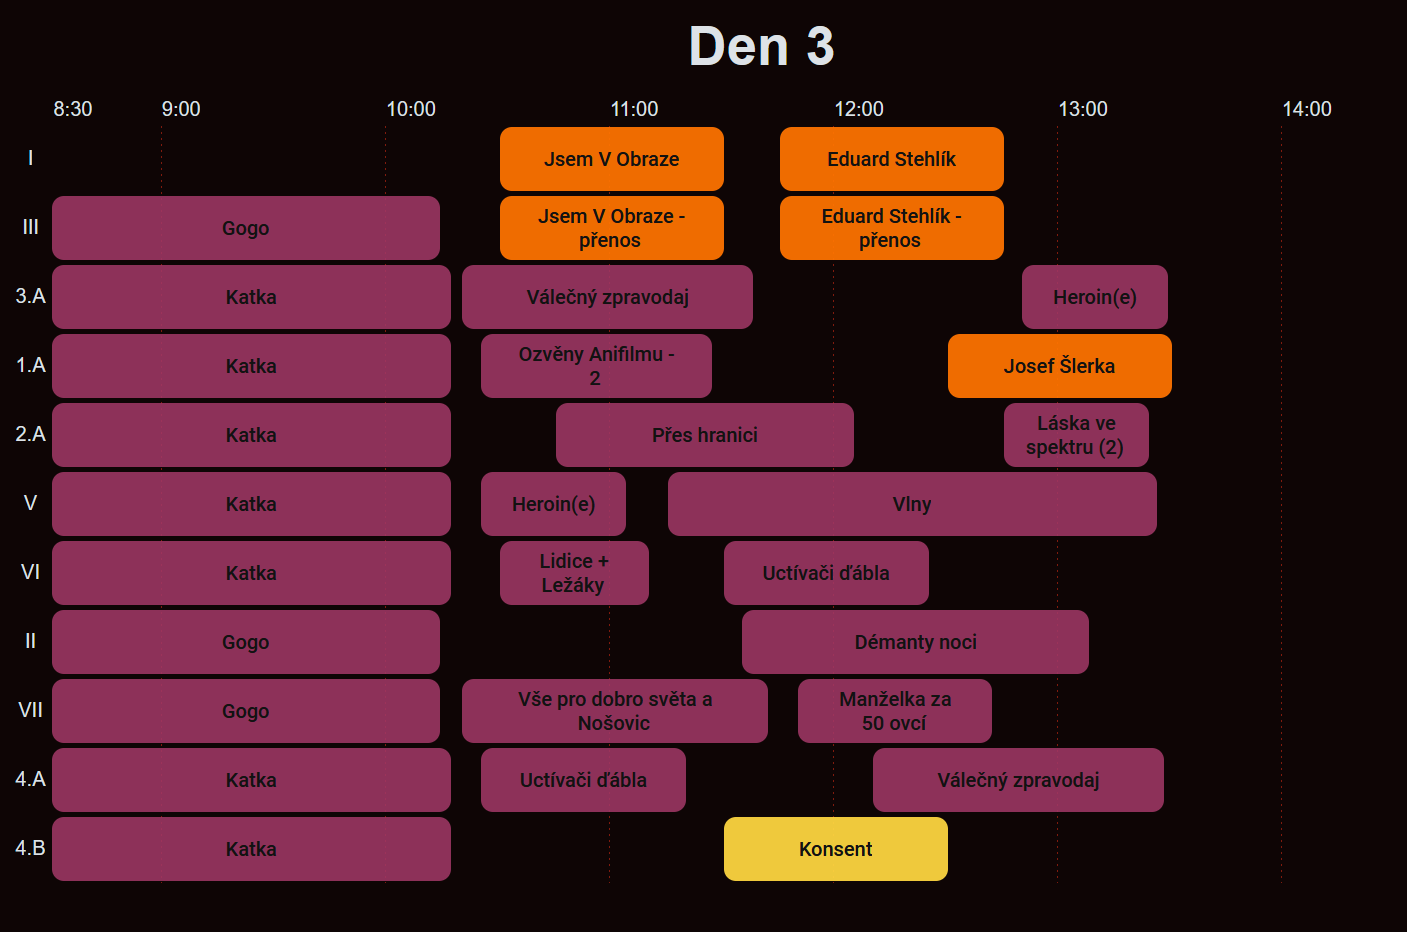 Den 3
8:30 9:00 10:00 11:00 12:00 13:00 14:00
I
Jsem V Obraze
Eduard Stehlík
III
Gogo
Jsem V Obraze -
přenos
Eduard Stehlík -
přenos
3.A
Katka
Válečný zpravodaj
Heroin(e)
1.A
Katka
Ozvěny Anifilmu -
2
Josef Šlerka
2.A
Katka
Přes hranici
Láska ve
spektru (2)
V
Katka
Heroin(e)
Vlny
VI
Katka
Lidice +
Ležáky
Uctívači ďábla
II
Gogo
Démanty noci
VII
Gogo
Vše pro dobro světa a
Nošovic
Manželka za
50 ovcí
4.A
Katka
Uctívači ďábla
Válečný zpravodaj
4.B
Katka
Konsent